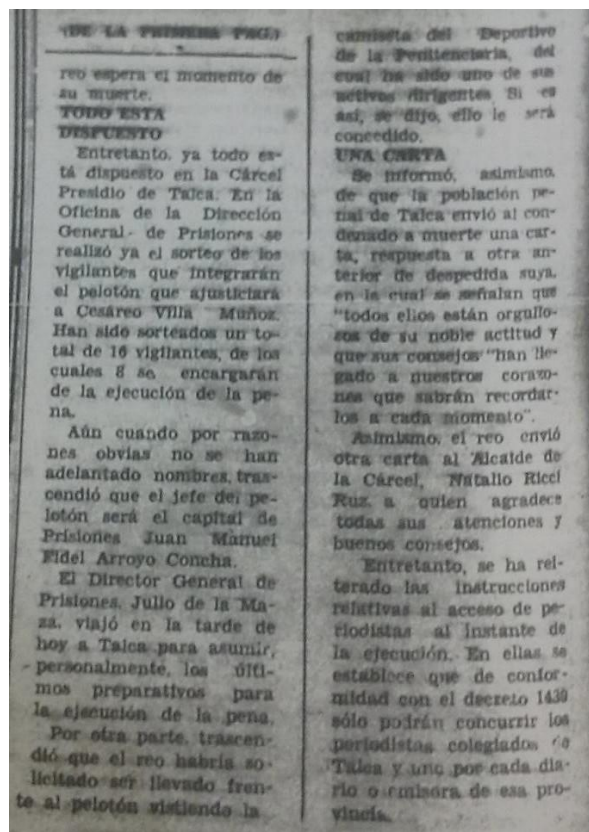 (DE LA PRIMERA PAG.)
reo espera el momento de
su muerte.
TODO ESTA
DISPUESTO
Entretanto, ya todo es-
tá dispuesto en la Cárcel
Presidio de Talca. En la
Oficina de la Dirección
General de Prisiones se
realizó ya el sorteo de los
vigilantes que integrarán
el pelotón que ajusticiará
a Cesáreo Villa Muñoz.
Han sido sorteados un to-
tal de 16 vigilantes, de los
cuales 8 se encargarán
de la ejecución de la pe-
na.
Aún cuando por razo-
nes obvias no se han
adelantado nombres, tras-
cendió que el jefe del pe-
lotón será el capital de
Prisiones Juan Manuel
Fidel Arroyo Concha.
El Director General de
Prisiones, Julio de la Ma-
za, viajó en la tarde de
hoy a Talca para asumir,
personalmente, los últi-
mos preparativos para
la ejecución de la pena.
Por otra parte, trascen-
dió que el reo habría so-
licitado ser llevado fren-
te al pelotón vistiendo la
camiseta del Deportivo
de la Penitenciaría, del
cual ha sido uno de sus
activos dirigentes Si es
así, se dijo, ello le será
concedido.
UNA CARTA
Se informó, asimismo,
de que la población pe-
nal de Talca envió al con-
denado a muerte una car-
ta, respuesta a otra an-
terior de despedida suya,
en la cual se señalan que
"todos ellos están orgullo-
sos de su noble actitud y
que sus consejos "han lle-
gado a nuestros corazo-
nes que sabrán recordar-
los a cada momento".
Asimismo, el reo envió
otra carta al Alcaide de
la Cárcel, Natalio Ricci
Ruz, a quien agradece
todas sus atenciones y
buenos consejos.
Entretanto, se ha rei-
terado las instrucciones
relativas al acceso de pe-
riodistas al instante de
la ejecución. En ellas se
establece que de confor-
midad con el decreto 1439
sólo podrán concurrir los
periodistas colegiados de
Talca y uno por cada dia-
rio o emisora de esa pro-
vincia.